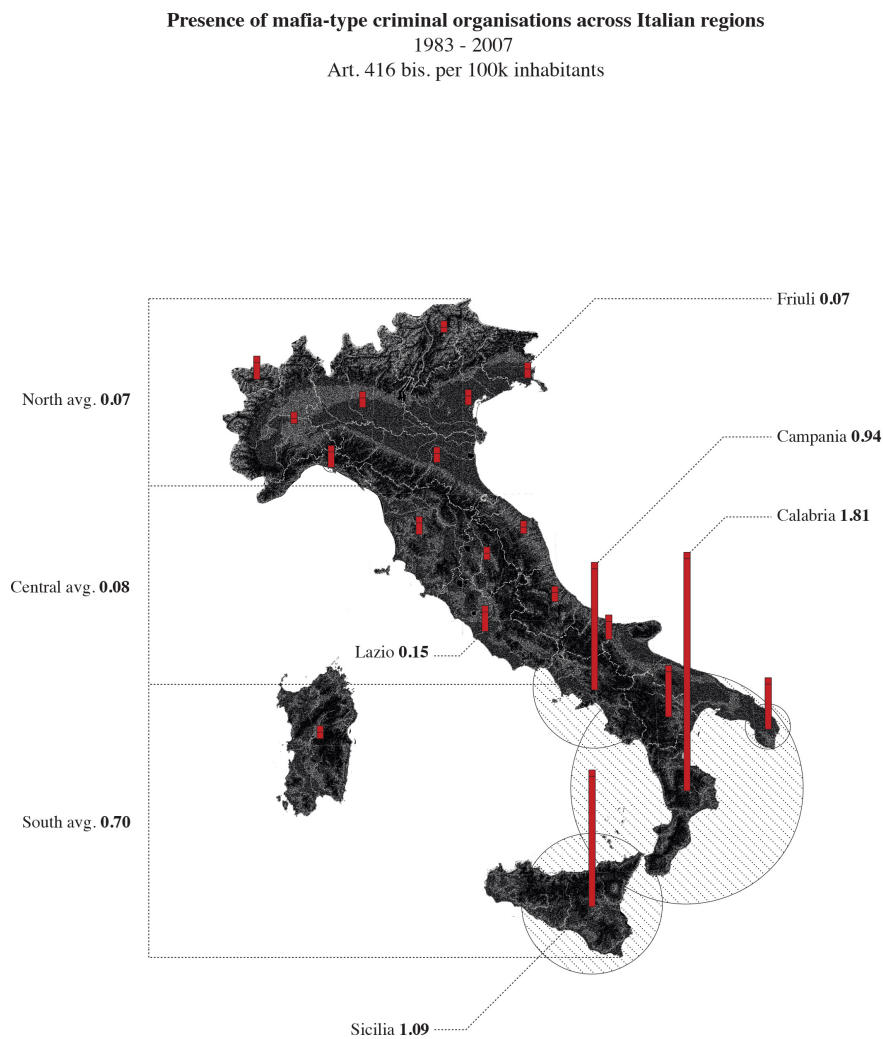 Presence of mafia-type criminal organisations across Italian regions
1983 - 2007
Art. 416 bis. per 100k inhabitants
Friuli 0.07
North avg. 0.07
Campania 0.94
Calabria 1.81
Central avg. 0.08
Lazio 0.15
South avg. 0.70
Sicilia 1.09